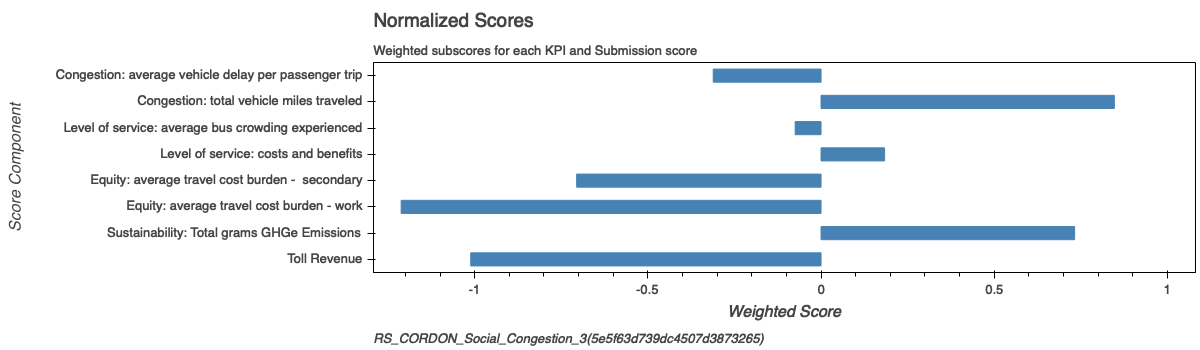 Normalized Scores
Weighted subscores for each KPI and Submission score
Score Component
Congestion: average vehicle delay per passenger trip
Congestion: total vehicle miles traveled
Level of service: average bus crowding experienced
Level of service: costs and benefits
Equity: average travel cost burden -  secondary
Equity: average travel cost burden - work
Sustainability: Total grams GHGe Emissions
Toll Revenue
-1 -0.5 0 0.5 1
Weighted Score
RS_CORDON_Social_Congestion_3(5e5f63d739dc4507d3873265)